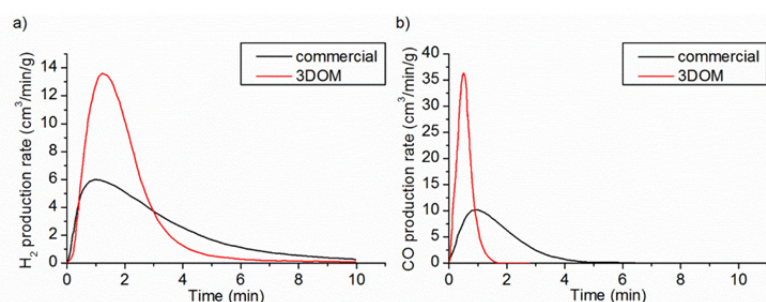 a)
H₂ production rate (cm³/min/g)
14
12
10
8
6
4
2
0
0 2 4 6 8 10
Time (min)
commercial
3DOM
b)
CO production rate (cm³/min/g)
40
35
30
25
20
15
10
5
0
0 2 4 6 8 10
Time (min)
commercial
3DOM